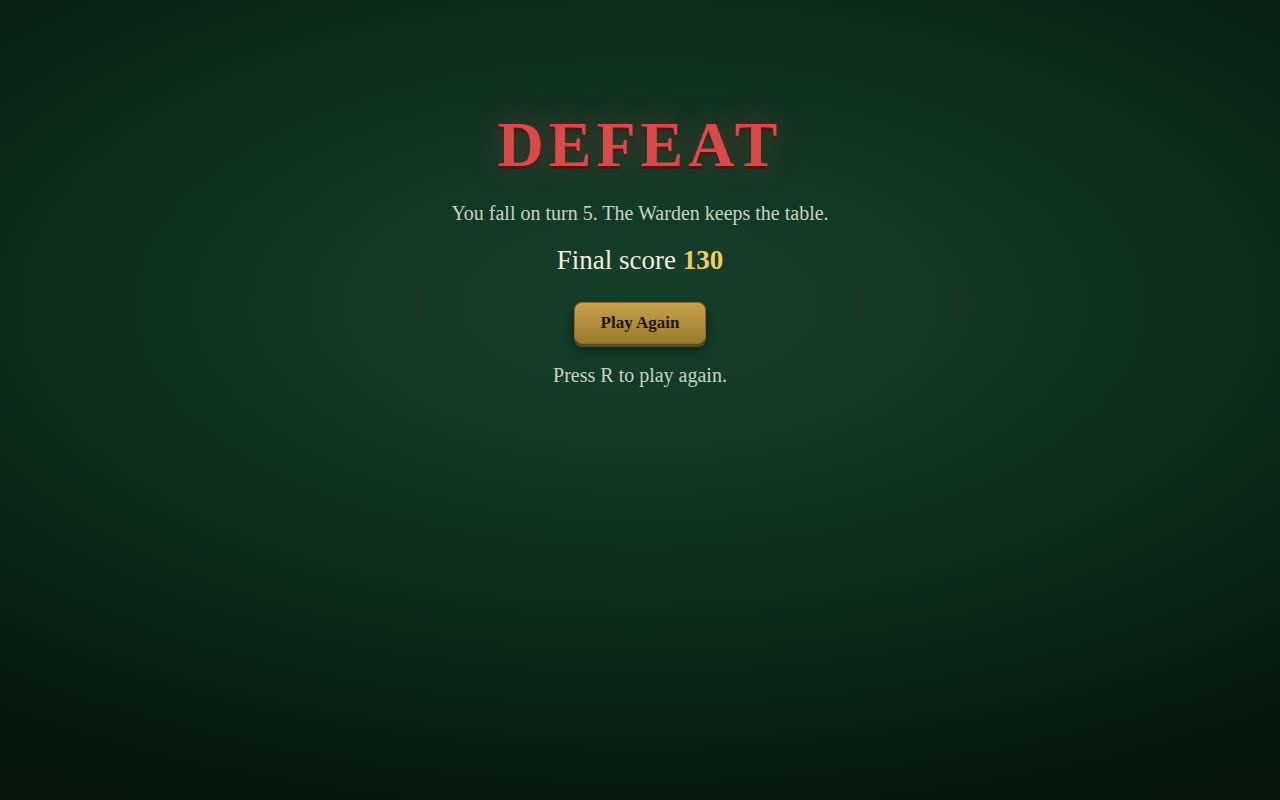 DEFEAT
You fall on turn 5. The Warden keeps the table.
Final score 130
Play Again
Press R to play again.